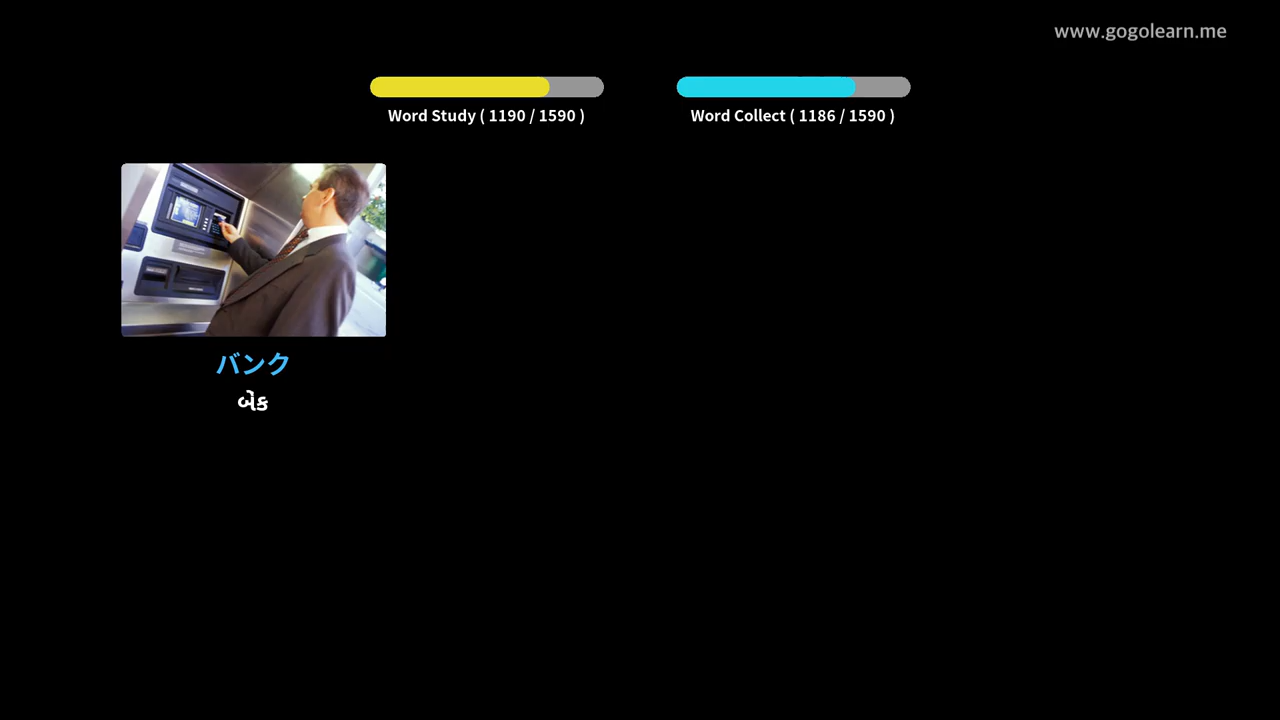 www.gogolearn.me
Word Study ( 1190 / 1590 )
Word Collect ( 1186 / 1590 )
バンク
બેંક